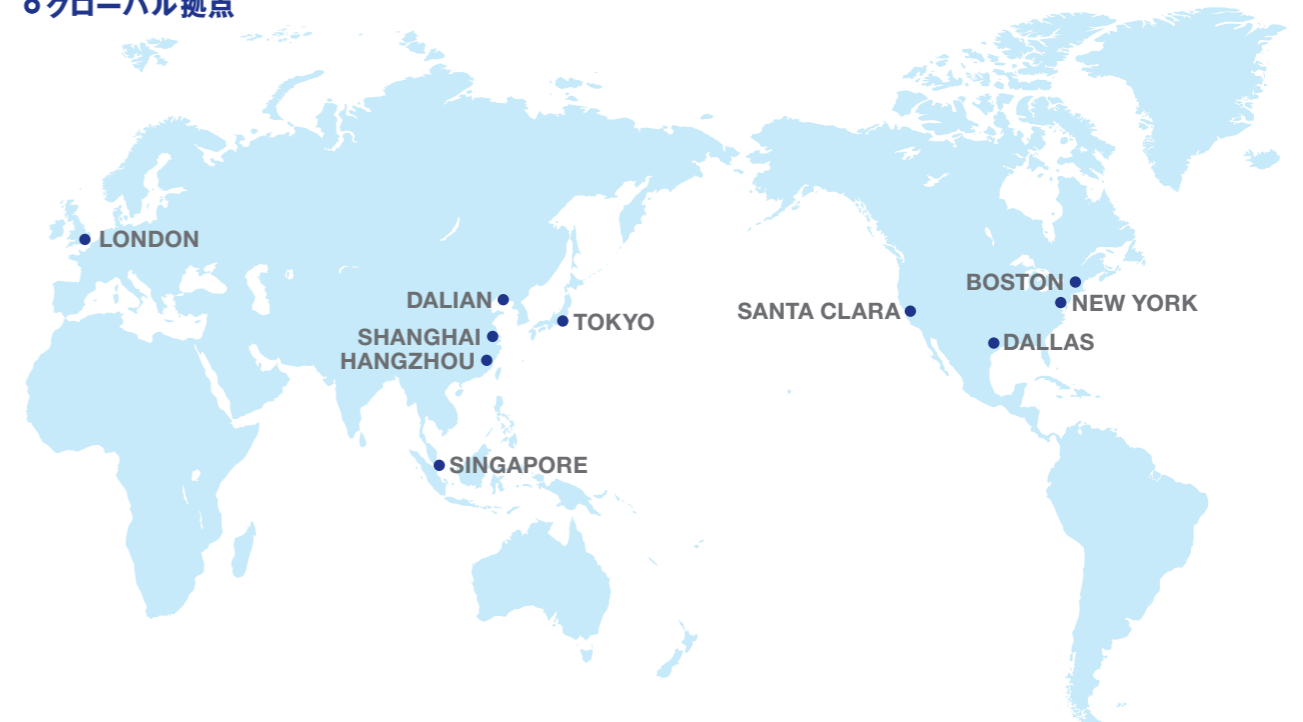 グローバル拠点
LONDON
DALIAN
SHANGHAI
HANGZHOU
TOKYO
SINGAPORE
SANTA CLARA
BOSTON
NEW YORK
DALLAS